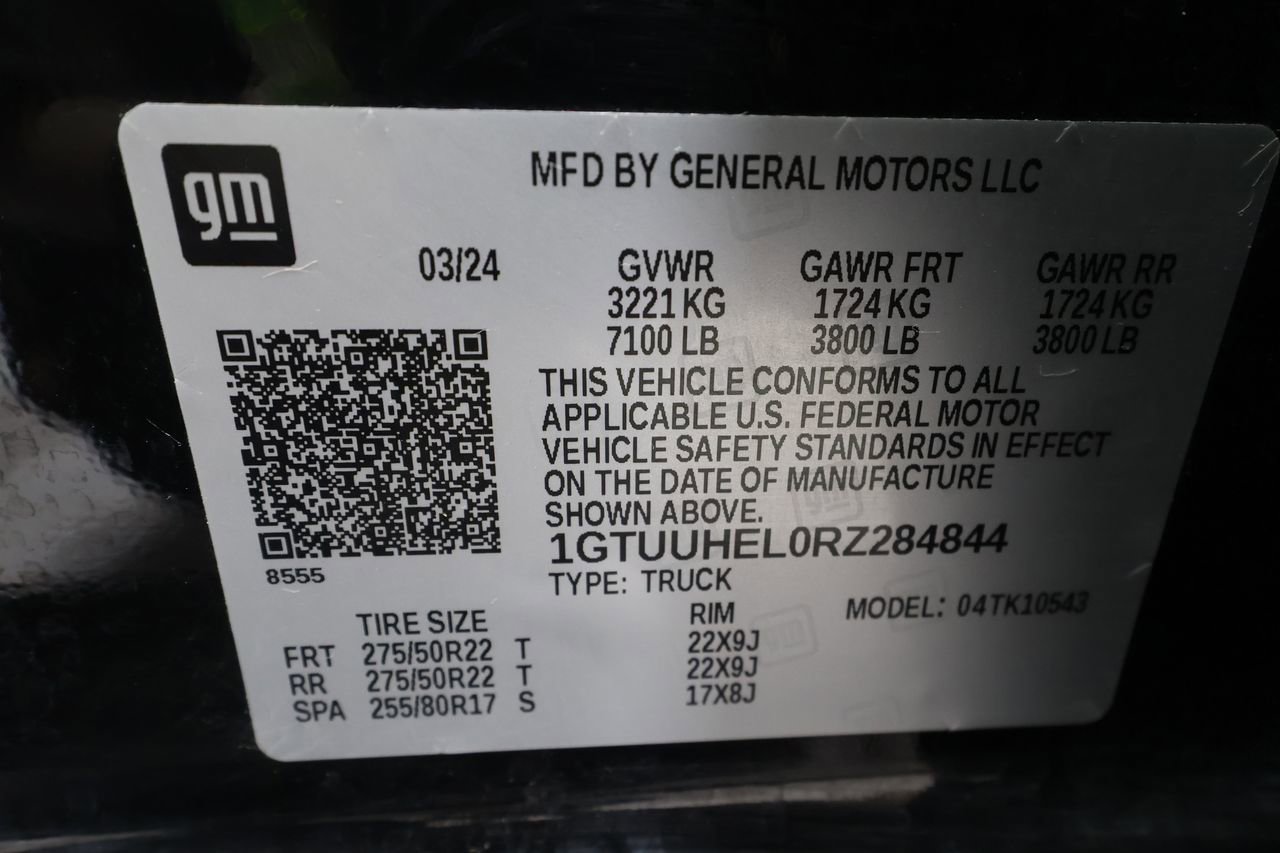 gm
MFD BY GENERAL MOTORS LLC
03/24 GVWR GAWR FRT GAWR RR
3221 KG 1724 KG 1724 KG
7100 LB 3800 LB 3800 LB
THIS VEHICLE CONFORMS TO ALL
APPLICABLE U.S. FEDERAL MOTOR
VEHICLE SAFETY STANDARDS IN EFFECT
ON THE DATE OF MANUFACTURE
SHOWN ABOVE.
1GTUUHEL0RZ284844
8555
TYPE: TRUCK
TIRE SIZE RIM MODEL: 04TK10543
FRT 275/50R22 T 22X9J
RR 275/50R22 T 22X9J
SPA 255/80R17 S 17X8J